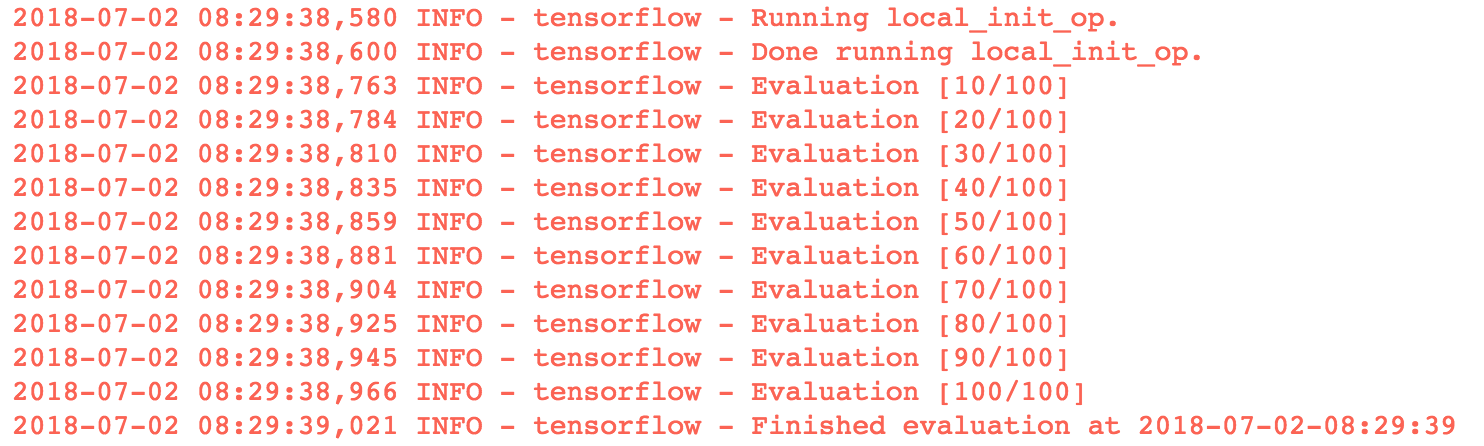 2018-07-02 08:29:38,580 INFO - tensorflow - Running local_init_op.
2018-07-02 08:29:38,600 INFO - tensorflow - Done running local_init_op.
2018-07-02 08:29:38,763 INFO - tensorflow - Evaluation [10/100]
2018-07-02 08:29:38,784 INFO - tensorflow - Evaluation [20/100]
2018-07-02 08:29:38,810 INFO - tensorflow - Evaluation [30/100]
2018-07-02 08:29:38,835 INFO - tensorflow - Evaluation [40/100]
2018-07-02 08:29:38,859 INFO - tensorflow - Evaluation [50/100]
2018-07-02 08:29:38,881 INFO - tensorflow - Evaluation [60/100]
2018-07-02 08:29:38,904 INFO - tensorflow - Evaluation [70/100]
2018-07-02 08:29:38,925 INFO - tensorflow - Evaluation [80/100]
2018-07-02 08:29:38,945 INFO - tensorflow - Evaluation [90/100]
2018-07-02 08:29:38,966 INFO - tensorflow - Evaluation [100/100]
2018-07-02 08:29:39,021 INFO - tensorflow - Finished evaluation at 2018-07-02-08:29:39